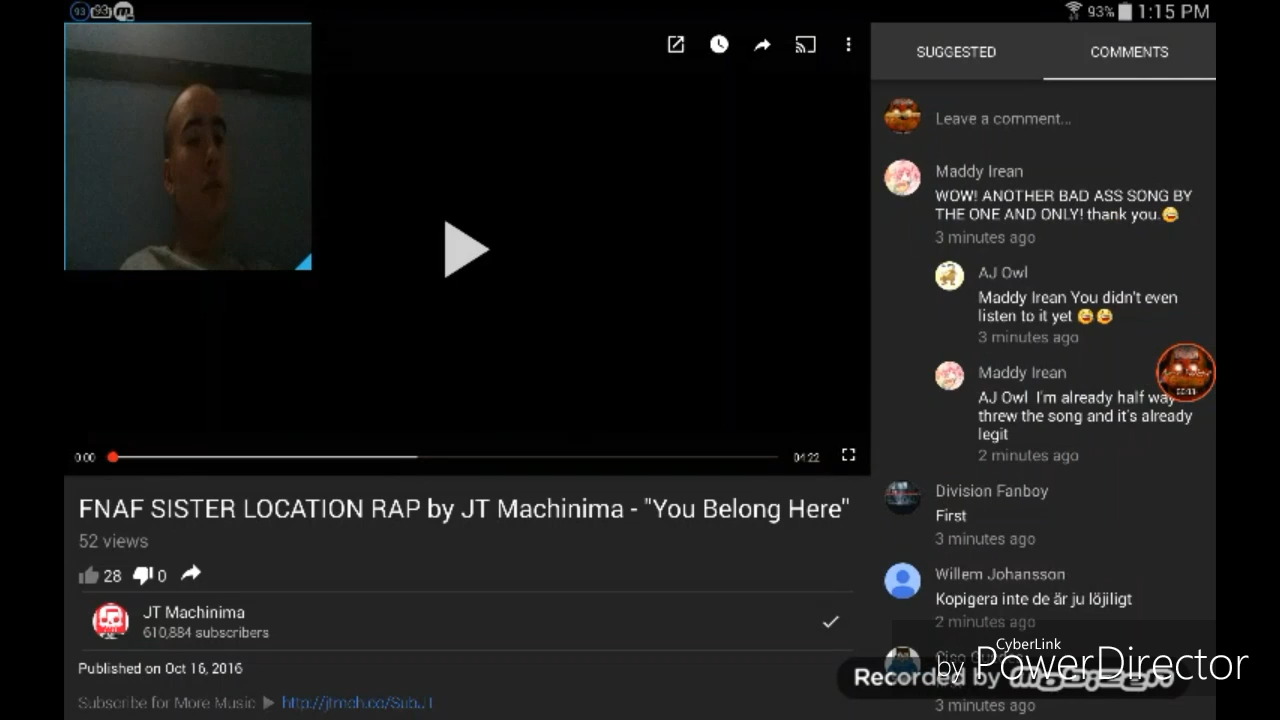 93%
1:15 PM
SUGGESTED
COMMENTS
Leave a comment...
Maddy Irean
WOW! ANOTHER BAD ASS SONG BY
THE ONE AND ONLY! thank you.😅
3 minutes ago
AJ Owl
Maddy Irean You didn't even
listen to it yet 😅😅
3 minutes ago
Maddy Irean
AJ Owl I'm already half way
threw the song and it's already
legit
2 minutes ago
Division Fanboy
First
3 minutes ago
Willem Johansson
Kopigera inte de är ju löjiligt
2 minutes ago
3 minutes ago
0:00
04:22
FNAF SISTER LOCATION RAP by JT Machinima - "You Belong Here"
52 views
28
0
JT Machinima
610,884 subscribers
Published on Oct 16, 2016
Subscribe for More Music ▶ http://jtmch.co/SubJT
CyberLink
by PowerDirector
Recorded by